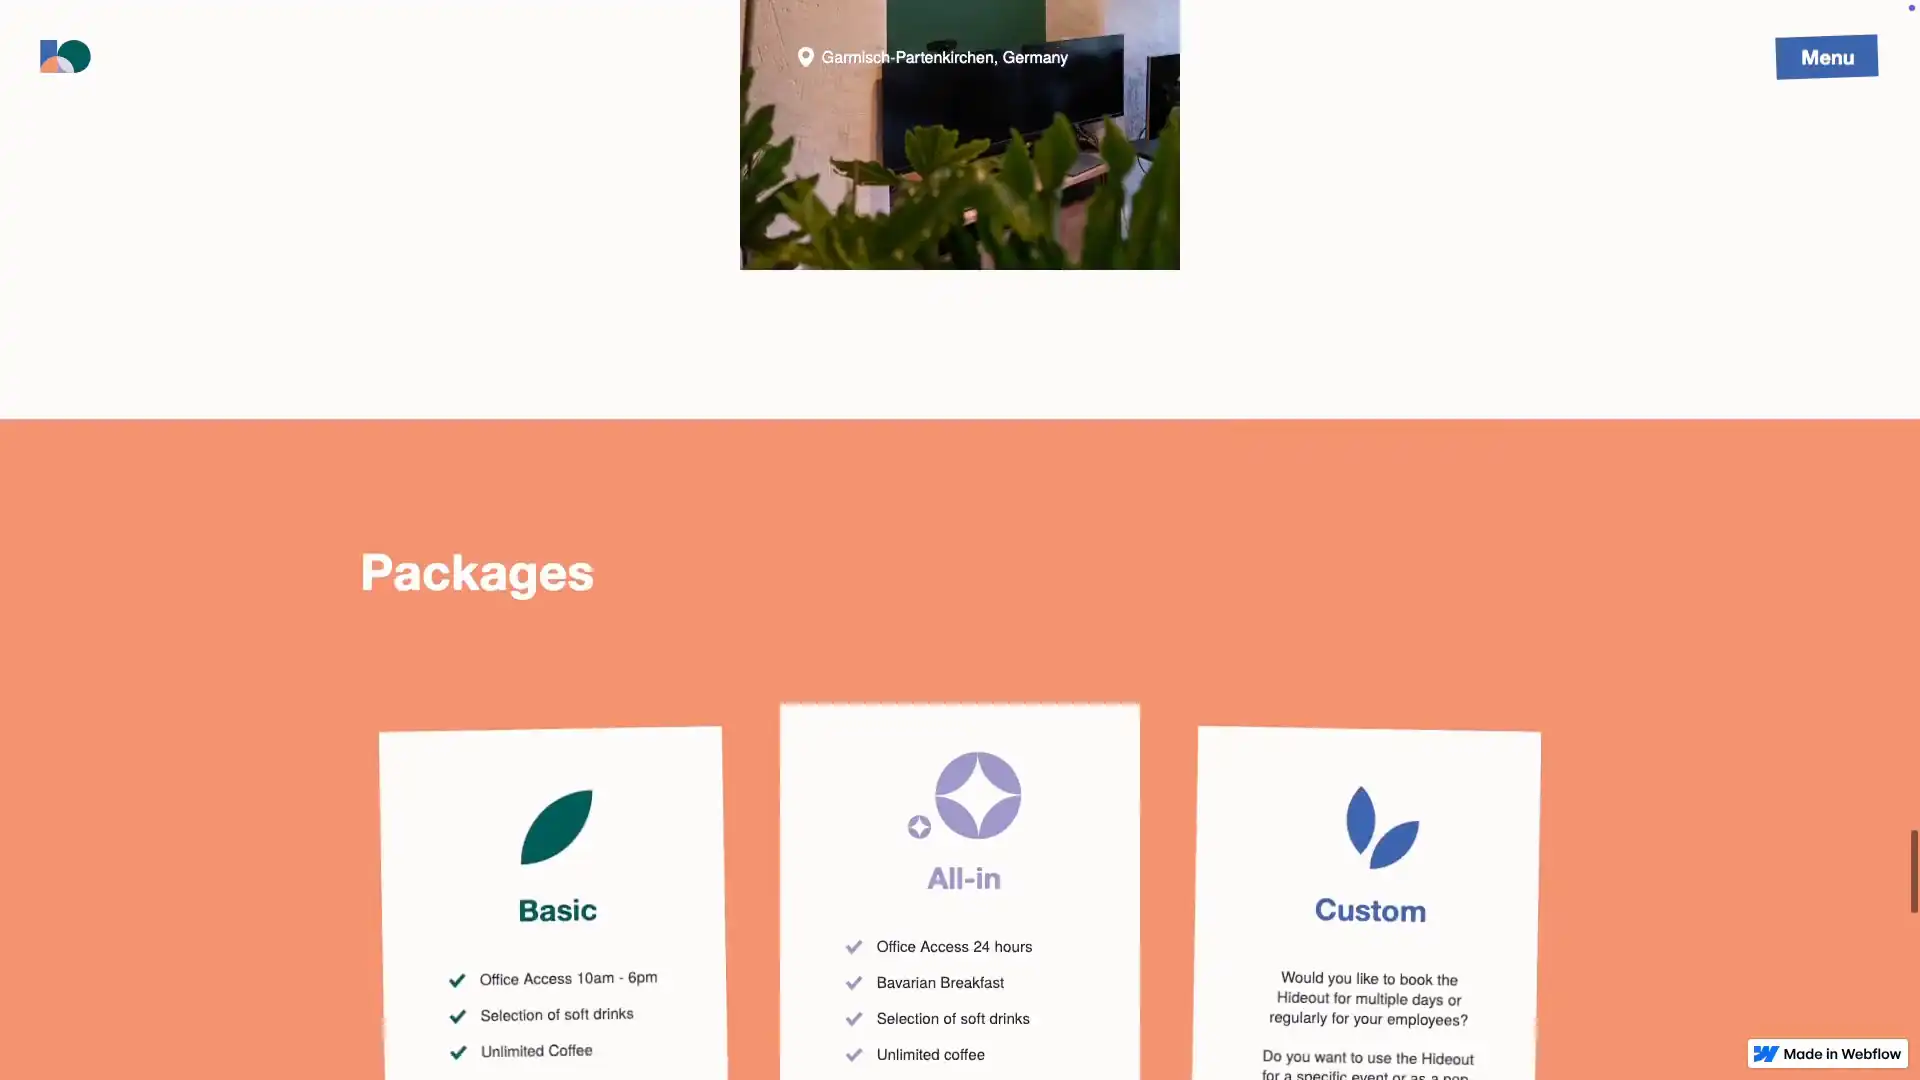 Garmisch-Partenkirchen, Germany
Menu
Packages
Basic
Office Access 10am - 6pm
Selection of soft drinks
Unlimited Coffee
All-in
Office Access 24 hours
Bavarian Breakfast
Selection of soft drinks
Unlimited coffee
Custom
Would you like to book the
Hideout for multiple days or
regularly for your employees?
Do you want to use the Hideout
for a specific event or as a pop
Made in Webflow